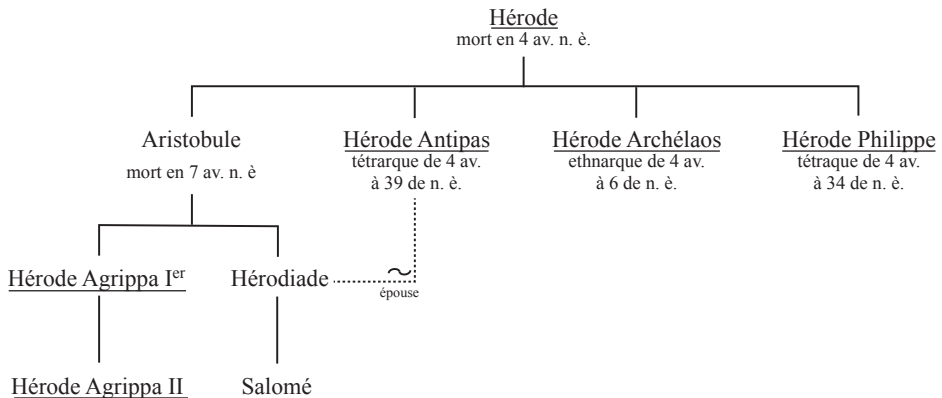 Hérode
mort en 4 av. n. è.
Aristobule
mort en 7 av. n. è
Hérode Antipas
tétrarque de 4 av.
à 39 de n. è.
Hérode Archélaos
ethnarque de 4 av.
à 6 de n. è.
Hérode Philippe
tétraque de 4 av.
à 34 de n. è.
Hérode Agrippa Ier
Hérodiade
~
épouse
Hérode Agrippa II
Salomé